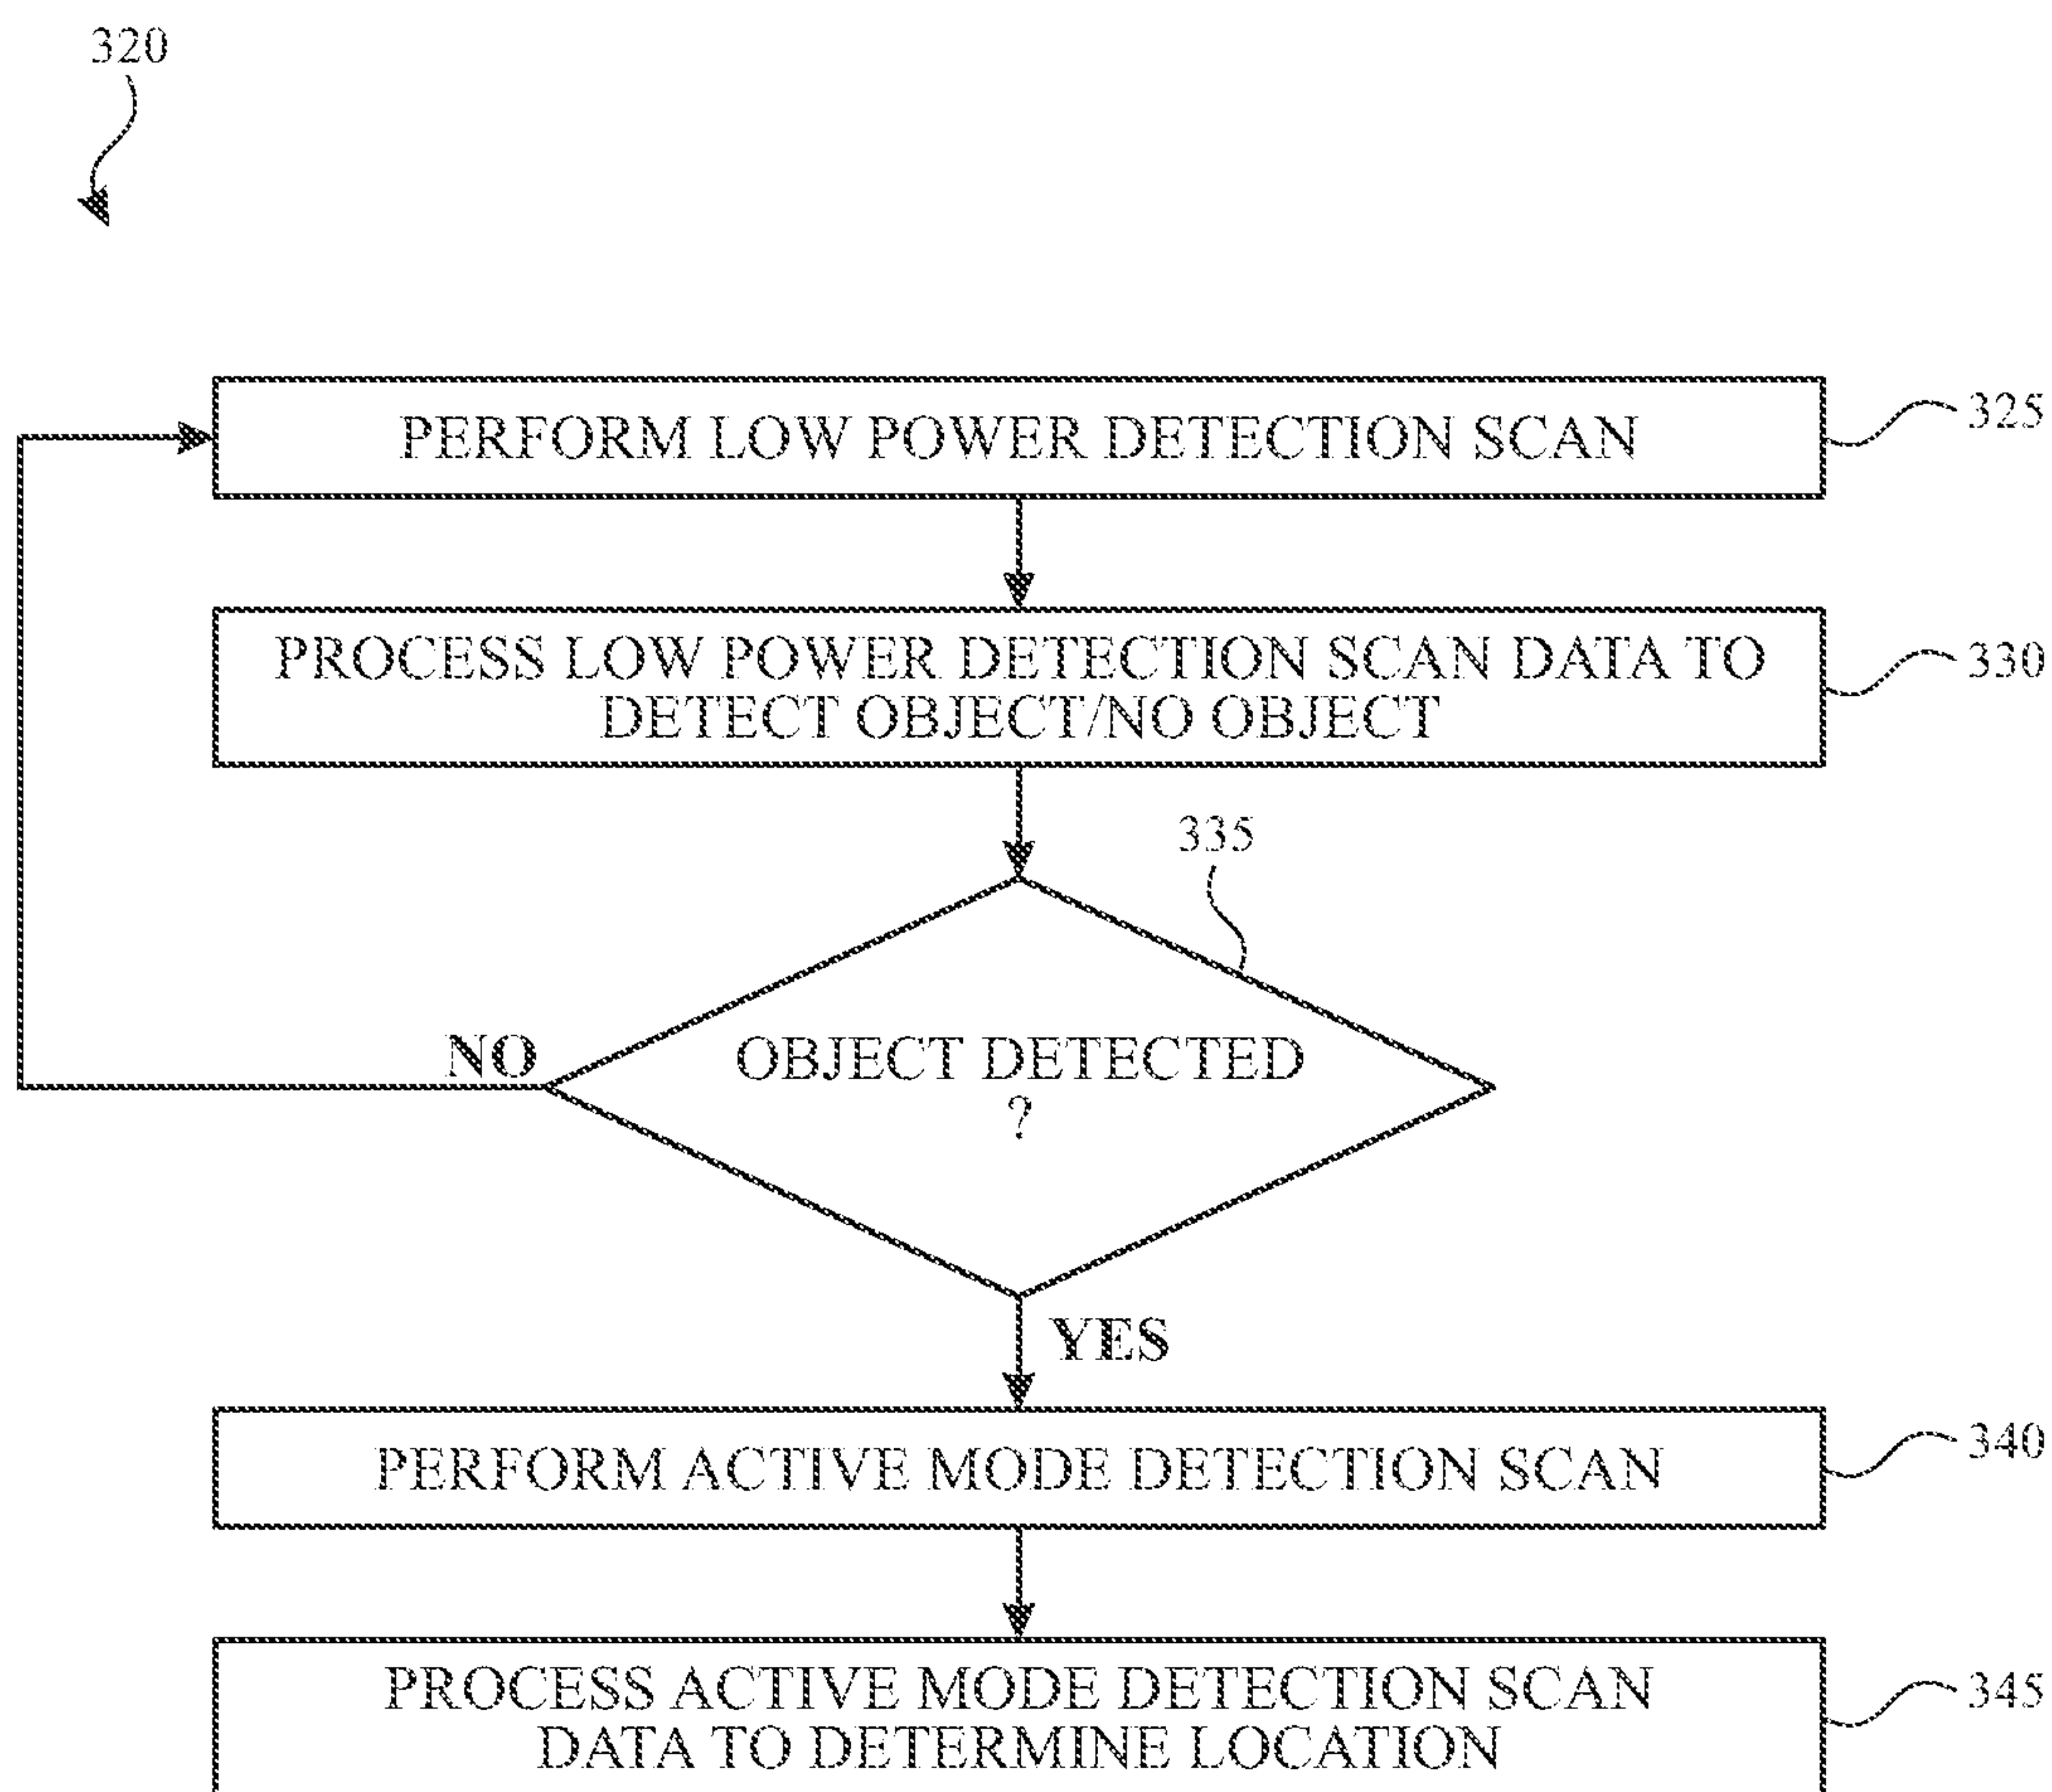 320
PERFORM LOW POWER DETECTION SCAN
325
PROCESS LOW POWER DETECTION SCAN DATA TO
DETECT OBJECT/NO OBJECT
330
335
NO
OBJECT DETECTED
?
YES
PERFORM ACTIVE MODE DETECTION SCAN
340
PROCESS ACTIVE MODE DETECTION SCAN
DATA TO DETERMINE LOCATION
345